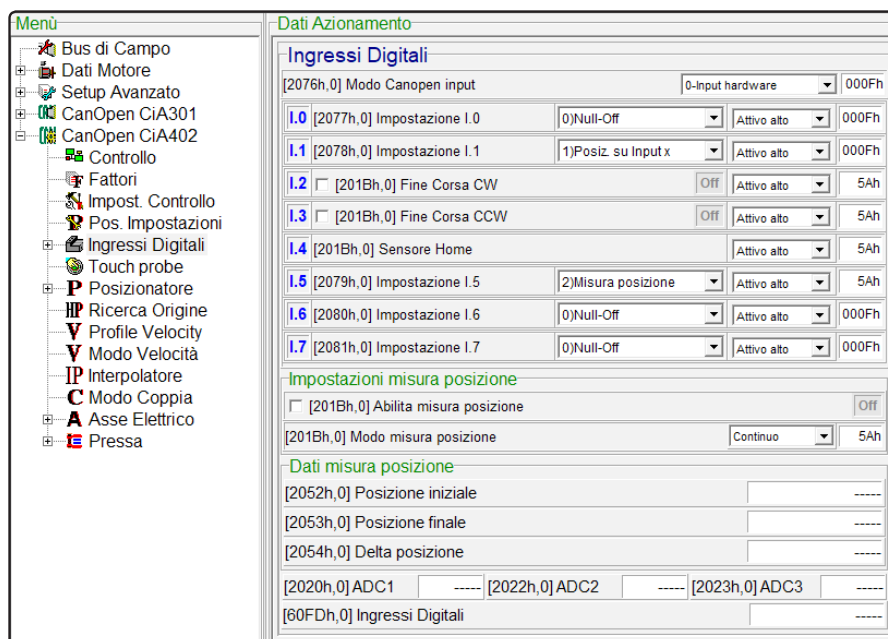 Menù
Bus di Campo
Dati Motore
Setup Avanzato
CanOpen CiA301
CanOpen CiA402
Controllo
Fattori
Impost. Controllo
Pos. Impostazioni
Ingressi Digitali
Touch probe
P Posizionatore
HP Ricerca Origine
V Profile Velocity
V Modo Velocità
IP Interpolatore
C Modo Coppia
A Asse Elettrico
Pressa
Dati Azionamento
Ingressi Digitali
[2076h,0] Modo Canopen input 0-Input hardware 000Fh
I.0 [2077h,0] Impostazione I.0 0)Null-Off Attivo alto 000Fh
I.1 [2078h,0] Impostazione I.1 1)Posiz. su Input x Attivo alto 000Fh
I.2 [201Bh,0] Fine Corsa CW Off Attivo alto 5Ah
I.3 [201Bh,0] Fine Corsa CCW Off Attivo alto 5Ah
I.4 [201Bh,0] Sensore Home Attivo alto 5Ah
I.5 [2079h,0] Impostazione I.5 2)Misura posizione Attivo alto 5Ah
I.6 [2080h,0] Impostazione I.6 0)Null-Off Attivo alto 000Fh
I.7 [2081h,0] Impostazione I.7 0)Null-Off Attivo alto 000Fh
Impostazioni misura posizione
[201Bh,0] Abilita misura posizione Off
[201Bh,0] Modo misura posizione Continuo 5Ah
Dati misura posizione
[2052h,0] Posizione iniziale -----
[2053h,0] Posizione finale -----
[2054h,0] Delta posizione -----
[2020h,0] ADC1 ----- [2022h,0] ADC2 ----- [2023h,0] ADC3 -----
[60FDh,0] Ingressi Digitali -----